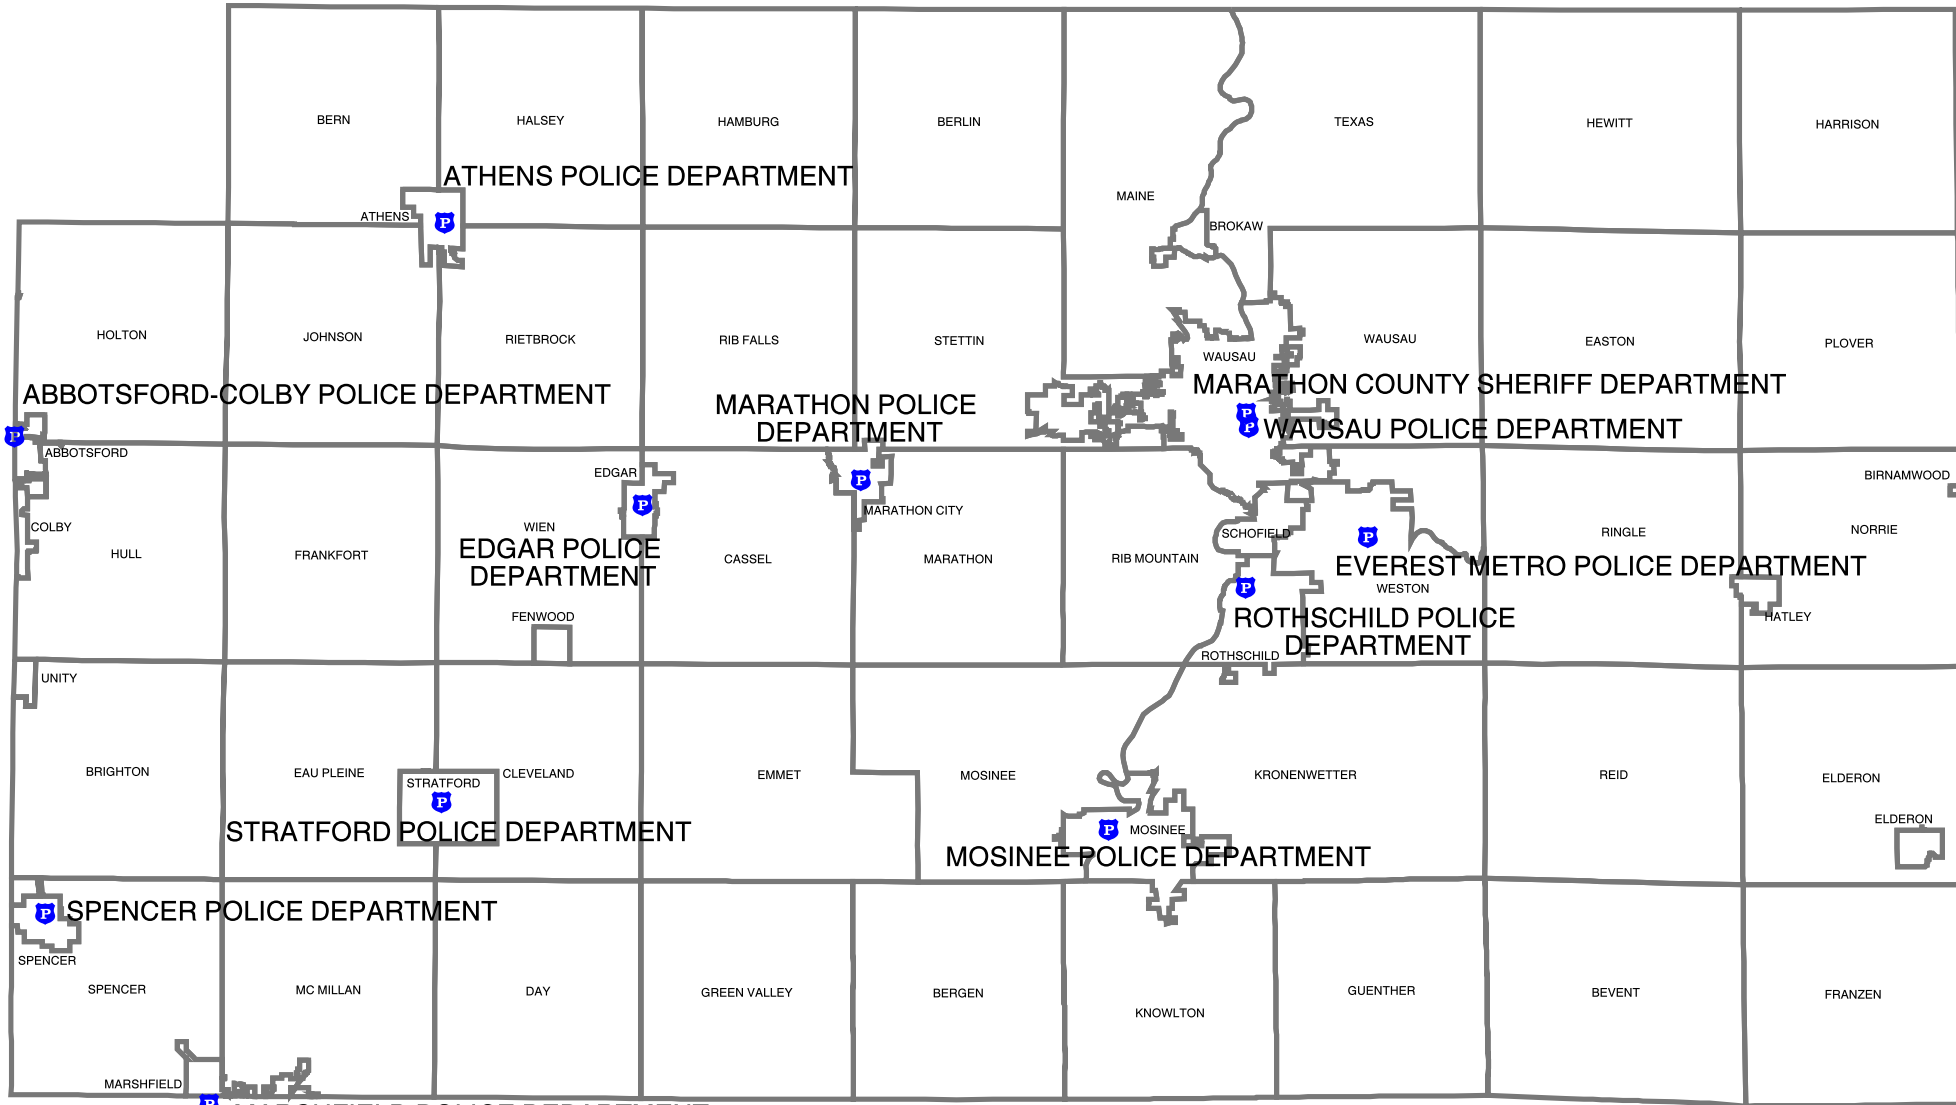 BERN
HALSEY
HAMBURG
BERLIN
TEXAS
HEWITT
HARRISON
ATHENS POLICE DEPARTMENT
MAINE
ATHENS
P
BROKAW
HOLTON
JOHNSON
RIETBROCK
RIB FALLS
STETTIN
WAUSAU
WAUSAU
EASTON
PLOVER
ABBOTSFORD-COLBY POLICE DEPARTMENT
MARATHON COUNTY SHERIFF DEPARTMENT
MARATHON POLICE
DEPARTMENT
P
P
WAUSAU POLICE DEPARTMENT
P
ABBOTSFORD
EDGAR
P
P
MARATHON CITY
BIRNAMWOOD
COLBY
HULL
FRANKFORT
WIEN
EDGAR POLICE
DEPARTMENT
CASSEL
MARATHON
RIB MOUNTAIN
SCHOFIELD
P
RINGLE
NORRIE
EVEREST METRO POLICE DEPARTMENT
WESTON
P
ROTHSCHILD POLICE
DEPARTMENT
HATLEY
FENWOOD
ROTHSCHILD
UNITY
BRIGHTON
EAU PLEINE
STRATFORD
CLEVELAND
P
EMMET
MOSINEE
KRONENWETTER
REID
ELDERON
ELDERON
STRATFORD POLICE DEPARTMENT
P
MOSINEE
MOSINEE POLICE DEPARTMENT
P
SPENCER POLICE DEPARTMENT
SPENCER
SPENCER
MC MILLAN
DAY
GREEN VALLEY
BERGEN
KNOWLTON
GUENTHER
BEVENT
FRANZEN
MARSHFIELD
P